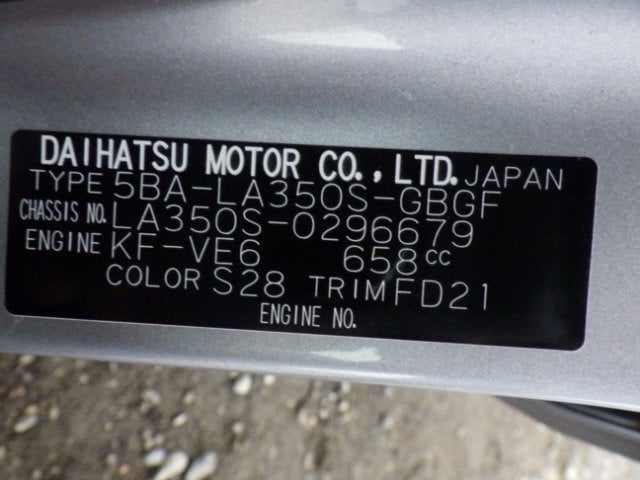 DAIHATSU MOTOR CO., LTD. JAPAN
TYPE 5BA-LA350S-GBGF
CHASSIS NO. LA350S-0296679
ENGINE KF-VE6 658cc
COLOR S28 TRIM FD21
ENGINE NO.